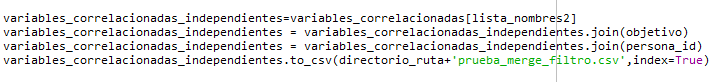 variables_correlacionadas_independientes=variables_correlacionadas[lista_nombres2]
variables_correlacionadas_independientes = variables_correlacionadas_independientes.join(objetivo)
variables_correlacionadas_independientes = variables_correlacionadas_independientes.join(persona_id)
variables_correlacionadas_independientes.to_csv(directorio_ruta+'prueba_merge_filtro.csv',index=True)